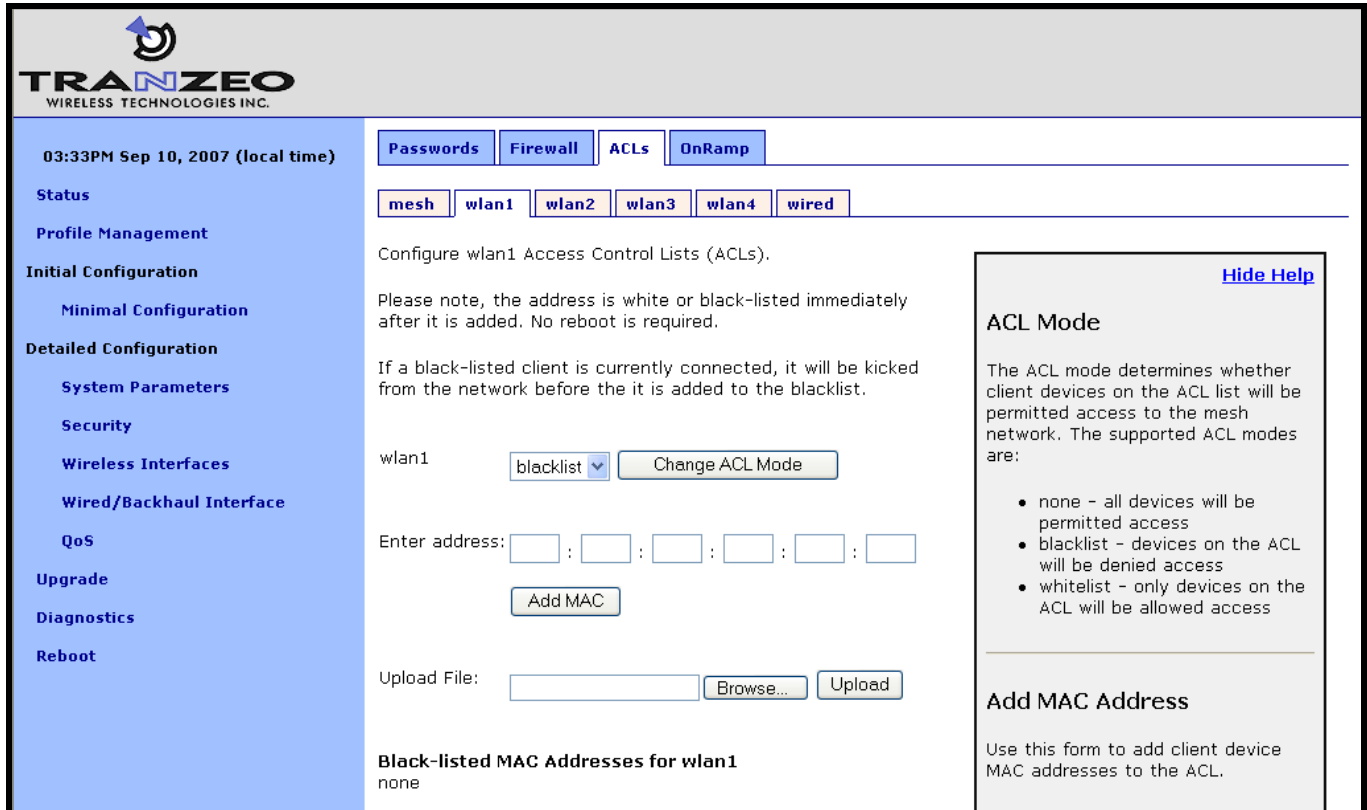 TRANZEO
WIRELESS TECHNOLOGIES INC.
03:33PM Sep 10, 2007 (local time)
Status
Profile Management
Initial Configuration
Minimal Configuration
Detailed Configuration
System Parameters
Security
Wireless Interfaces
Wired/Backhaul Interface
QoS
Upgrade
Diagnostics
Reboot
Passwords Firewall ACLs OnRamp
mesh wlan1 wlan2 wlan3 wlan4 wired
Configure wlan1 Access Control Lists (ACLs).
Please note, the address is white or black-listed immediately
after it is added. No reboot is required.
If a black-listed client is currently connected, it will be kicked
from the network before the it is added to the blacklist.
wlan1 blacklist Change ACL Mode
Enter address: : : : : :
Add MAC
Upload File: Browse... Upload
Black-listed MAC Addresses for wlan1
none
Hide Help
ACL Mode
The ACL mode determines whether
client devices on the ACL list will be
permitted access to the mesh
network. The supported ACL modes
are:
• none - all devices will be
permitted access
• blacklist - devices on the ACL
will be denied access
• whitelist - only devices on the
ACL will be allowed access
Add MAC Address
Use this form to add client device
MAC addresses to the ACL.